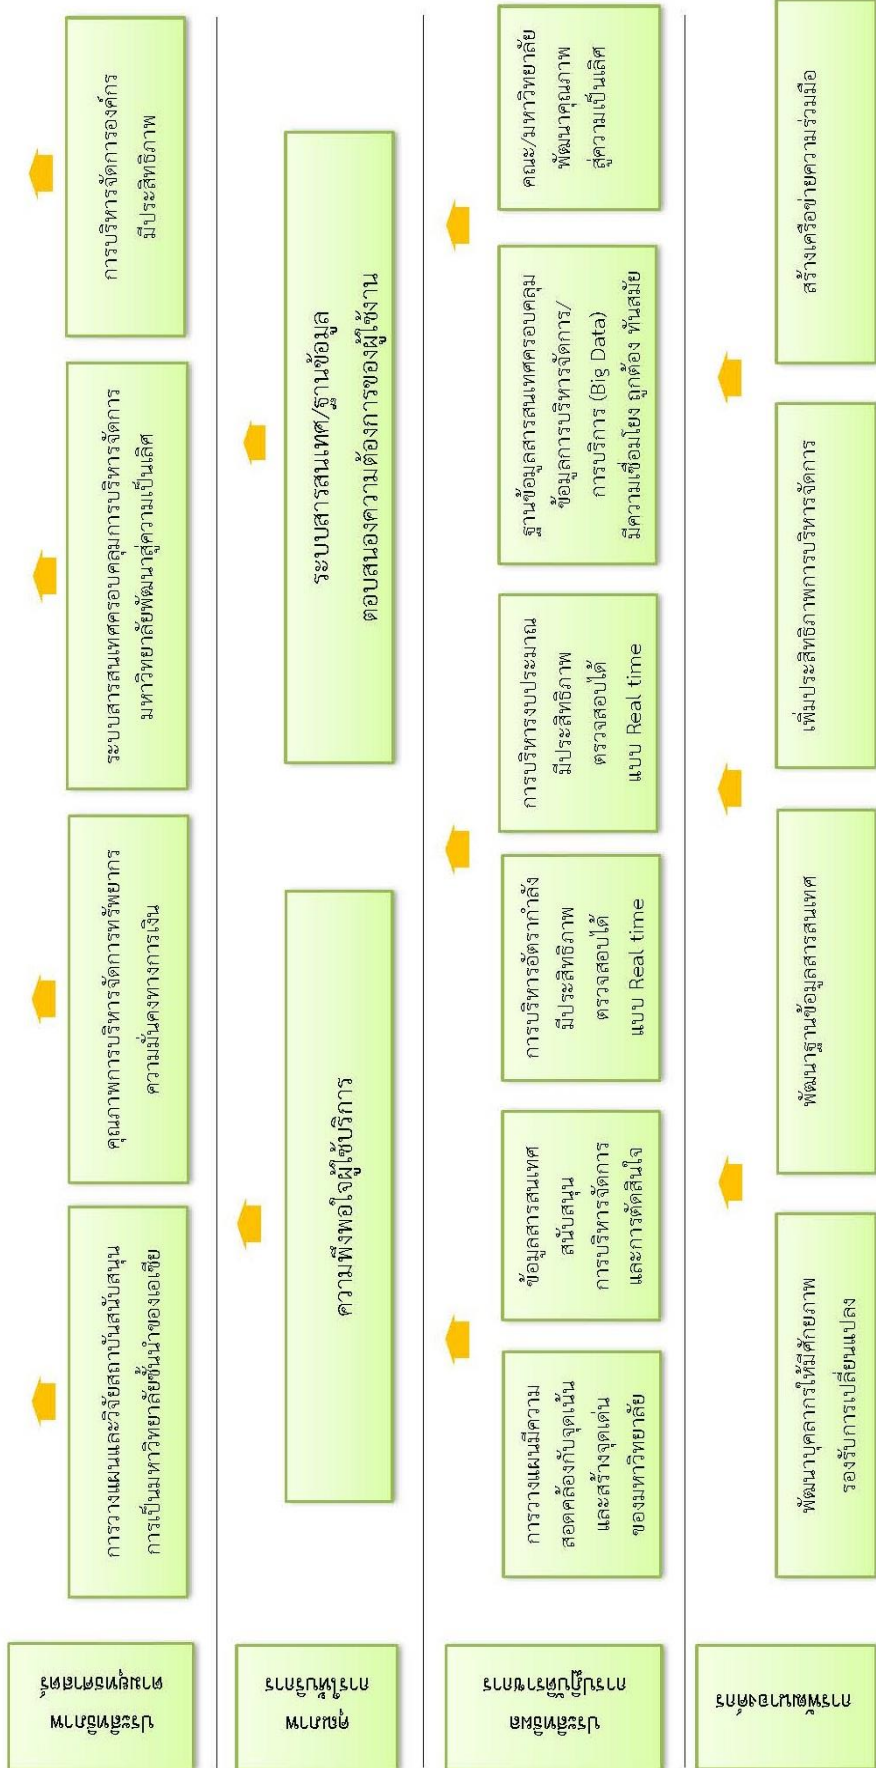 ประสิทธิภาพ
ตามยุทธศาสตร์
การวางแผนและวิจัยสถาบันสนับสนุน
การเป็นมหาวิทยาลัยชั้นนำของเอเชีย
คุณภาพการบริหารจัดการทรัพยากร
ความมั่นคงทางการเงิน
ระบบสารสนเทศครอบคลุมการบริหารจัดการ
มหาวิทยาลัยพัฒนาสู่ความเป็นเลิศ
การบริหารจัดการองค์กร
มีประสิทธิภาพ
คุณภาพ
การให้บริการ
ความพึงพอใจผู้ใช้บริการ
ระบบสารสนเทศ/ฐานข้อมูล
ตอบสนองความต้องการของผู้ใช้งาน
ประสิทธิผล
การปฏิบัติราชการ
การวางแผนมีความ
สอดคล้องกับจุดเน้น
และสร้างจุดเด่น
ของมหาวิทยาลัย
ข้อมูลสารสนเทศ
สนับสนุน
การบริหารจัดการ
และการตัดสินใจ
การบริหารอัตรากำลัง
มีประสิทธิภาพ
ตรวจสอบได้
แบบ Real time
การบริหารงบประมาณ
มีประสิทธิภาพ
ตรวจสอบได้
แบบ Real time
ฐานข้อมูลสารสนเทศครอบคลุม
ข้อมูลการบริหารจัดการ/
การบริการ (Big Data)
มีความเชื่อมโยง ถูกต้อง ทันสมัย
คณะ/มหาวิทยาลัย
พัฒนาคุณภาพ
สู่ความเป็นเลิศ
การพัฒนาองค์กร
พัฒนาบุคลากรให้มีศักยภาพ
รองรับการเปลี่ยนแปลง
พัฒนาฐานข้อมูลสารสนเทศ
เพิ่มประสิทธิภาพการบริหารจัดการ
สร้างเครือข่ายความร่วมมือ